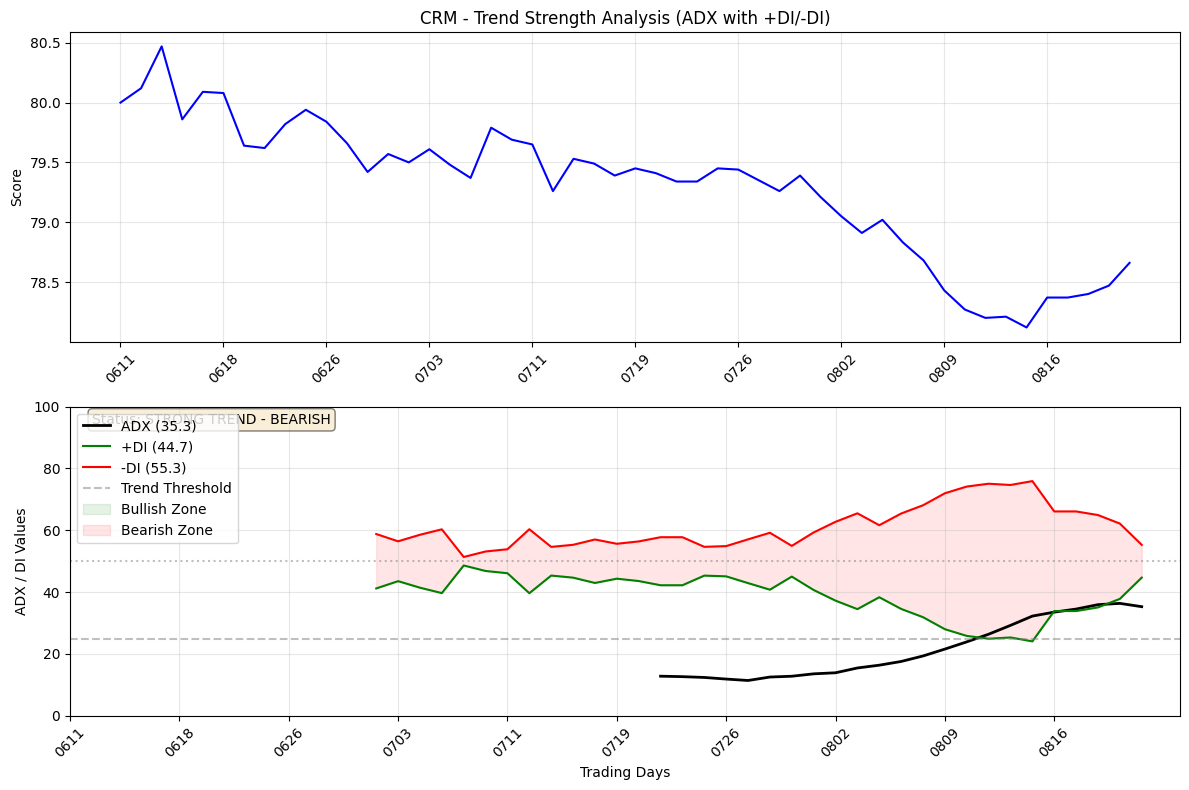 CRM - Trend Strength Analysis (ADX with +DI/-DI)
Score
80.5
80.0
79.5
79.0
78.5
0611
0618
0626
0703
0711
0719
0726
0802
0809
0816
ADX / DI Values
100
80
60
40
20
0
Status: STRONG TREND - BEARISH
ADX (35.3)
+DI (44.7)
-DI (55.3)
Trend Threshold
Bullish Zone
Bearish Zone
0611
0618
0626
0703
0711
0719
0726
0802
0809
0816
Trading Days